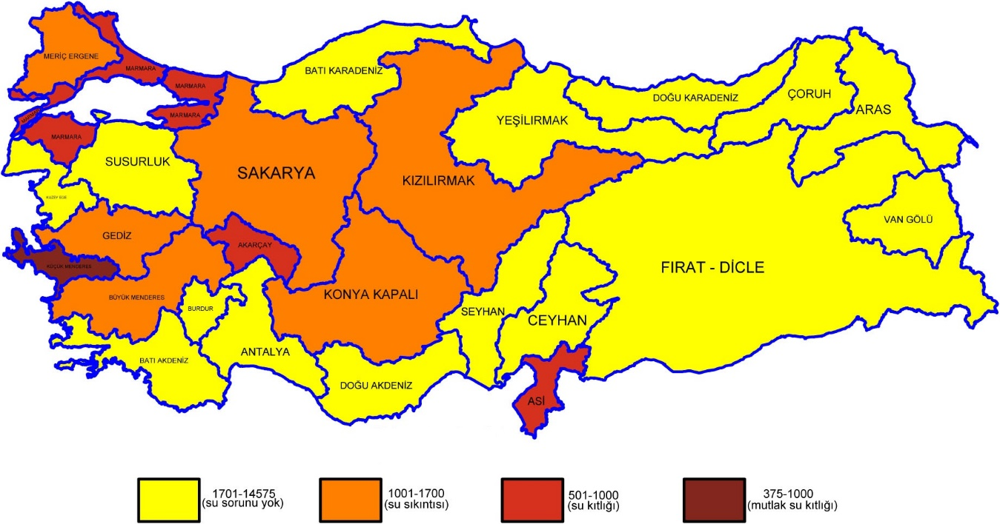 MERİÇ ERGENE
MARMARA
BATI KARADENİZ
MARMARA
MARMARA
MARMARA
MARMARA
DOĞU KARADENİZ
ÇORUH
ARAS
YEŞİLIRMAK
SUSURLUK
SAKARYA
KIZILIRMAK
KUZEY EGE
VAN GÖLÜ
GEDİZ
AKARÇAY
KÜÇÜK MENDERES
FIRAT - DİCLE
BÜYÜK MENDERES
KONYA KAPALI
BURDUR
SEYHAN
CEYHAN
BATI AKDENİZ
ANTALYA
DOĞU AKDENİZ
ASİ
1701-14575
(su sorunu yok)
1001-1700
(su sıkıntısı)
501-1000
(su kıtlığı)
375-1000
(mutlak su kıtlığı)